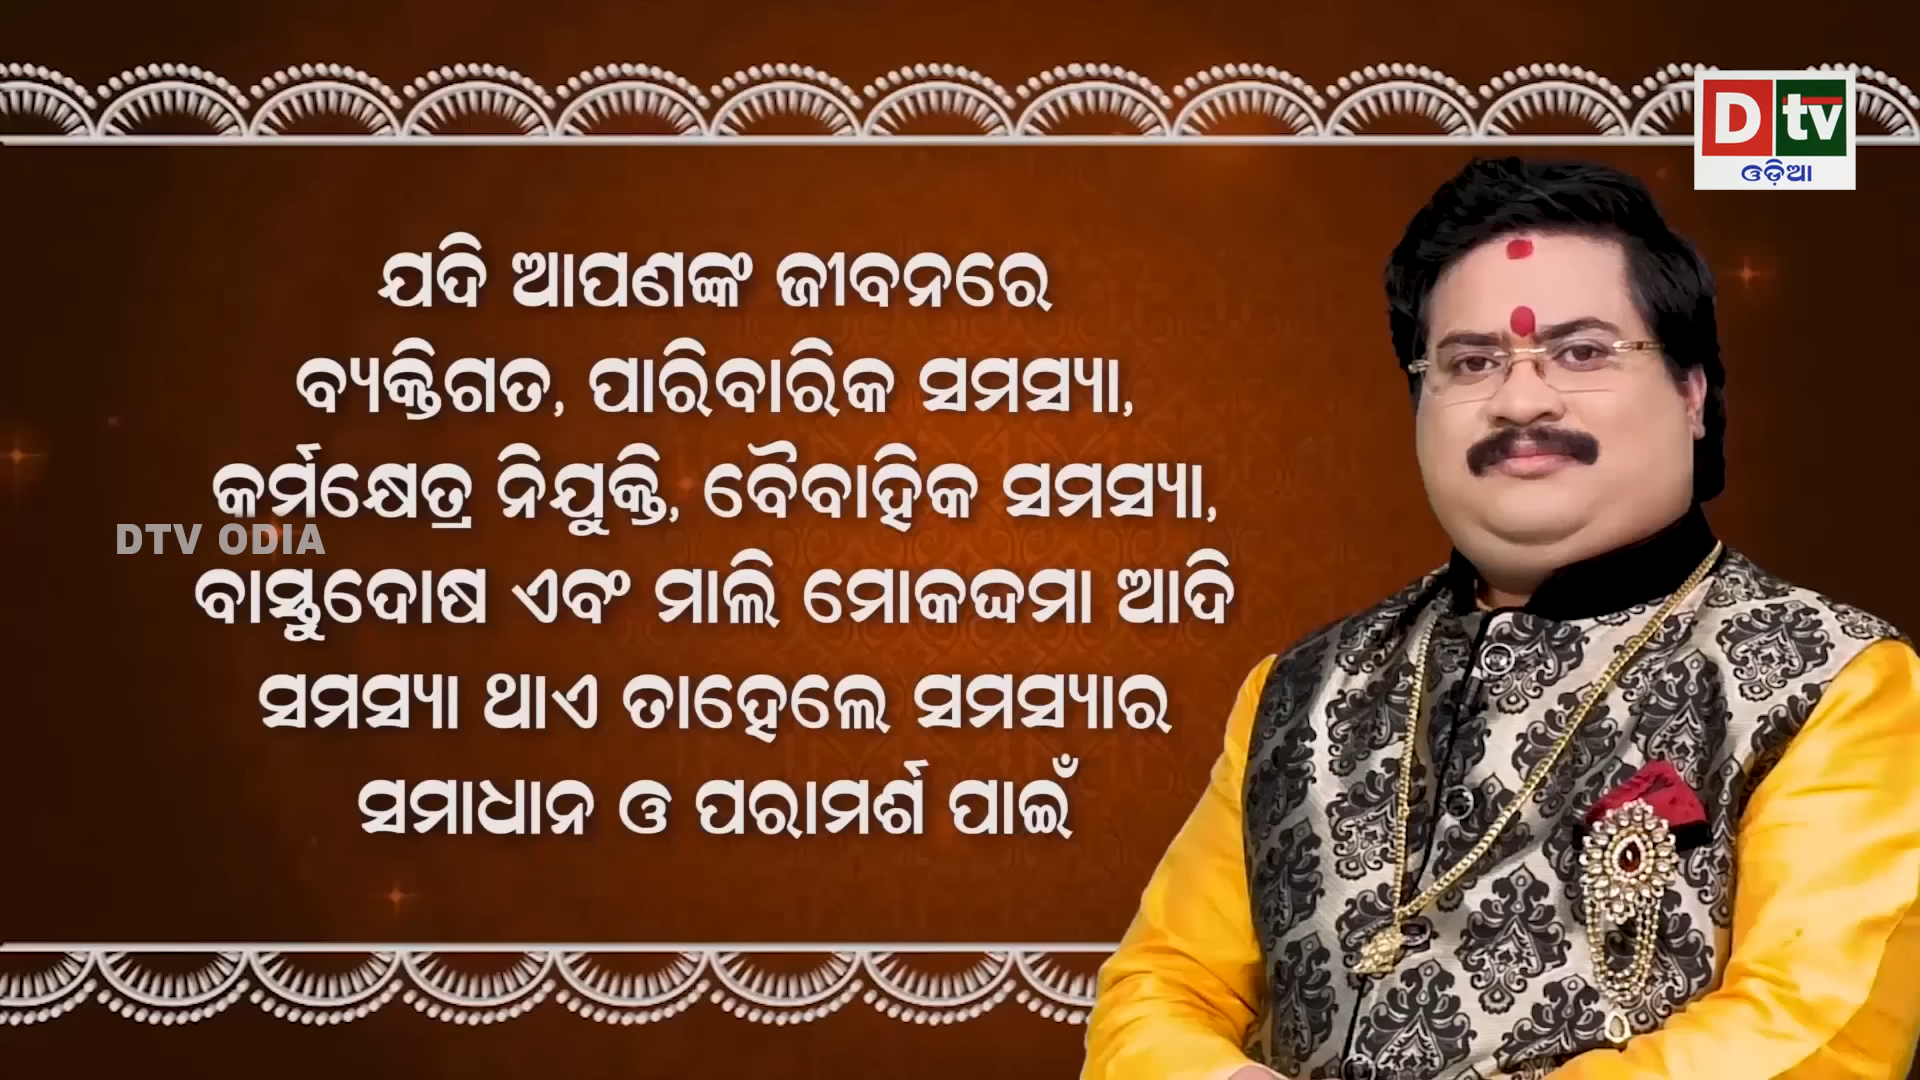 D tv
ଓଡ଼ିଆ
ଯଦି ଆପଣଙ୍କ ଜୀବନରେ
ବ୍ୟକ୍ତିଗତ, ପାରିବାରିକ ସମସ୍ୟା,
କର୍ମକ୍ଷେତ୍ର ନିଯୁକ୍ତି, ବୈବାହିକ ସମସ୍ୟା,
DTV ODIA
ବାସ୍ତୁଦୋଷ ଏବଂ ମାଲି ମୋକଦ୍ଦମା ଆଦି
ସମସ୍ୟା ଥାଏ ତାହେଲେ ସମସ୍ୟାର
ସମାଧାନ ଓ ପରାମର୍ଶ ପାଇଁ